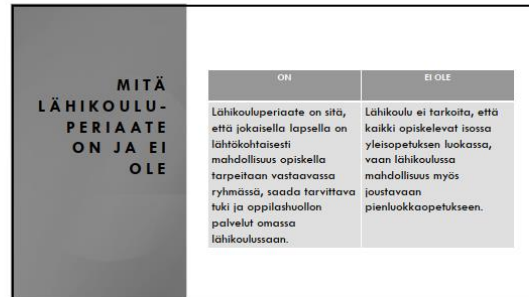 MITÄ
LÄHIKOULU-
PERIAATE
ON JA EI
OLE
ON
Lähikouluperiaate on sitä,
että jokaisella lapsella on
lähtökohtaisesti
mahdollisuus opiskella
tarpeitaan vastaavassa
ryhmässä, saada tarvittava
tuki ja oppilashuollon
palvelut omassa
lähikoulussaan.
EI OLE
Lähikoulu ei tarkoita, että
kaikki opiskelevat isossa
yleisopetuksen luokassa,
vaan lähikoulussa
mahdollisuus myös
joustavaan
pienluokkaopetukseen.